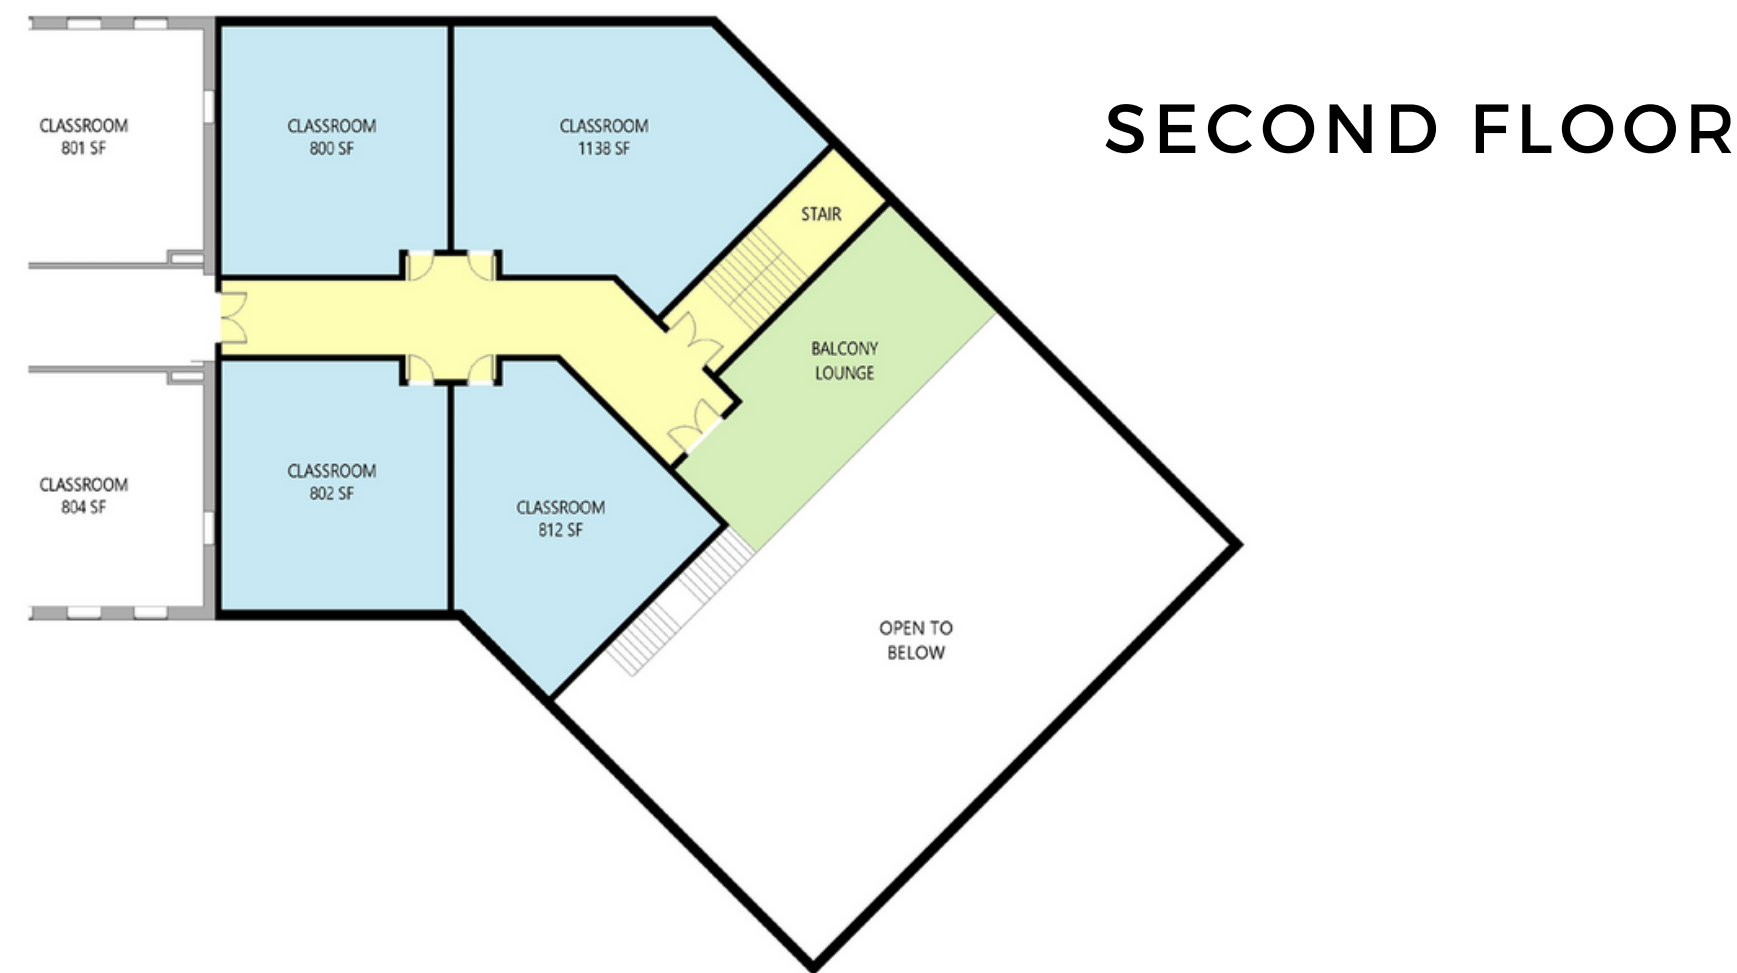 SECOND FLOOR
CLASSROOM
801 SF
CLASSROOM
800 SF
CLASSROOM
1138 SF
STAIR
BALCONY
LOUNGE
CLASSROOM
804 SF
CLASSROOM
802 SF
CLASSROOM
812 SF
OPEN TO
BELOW